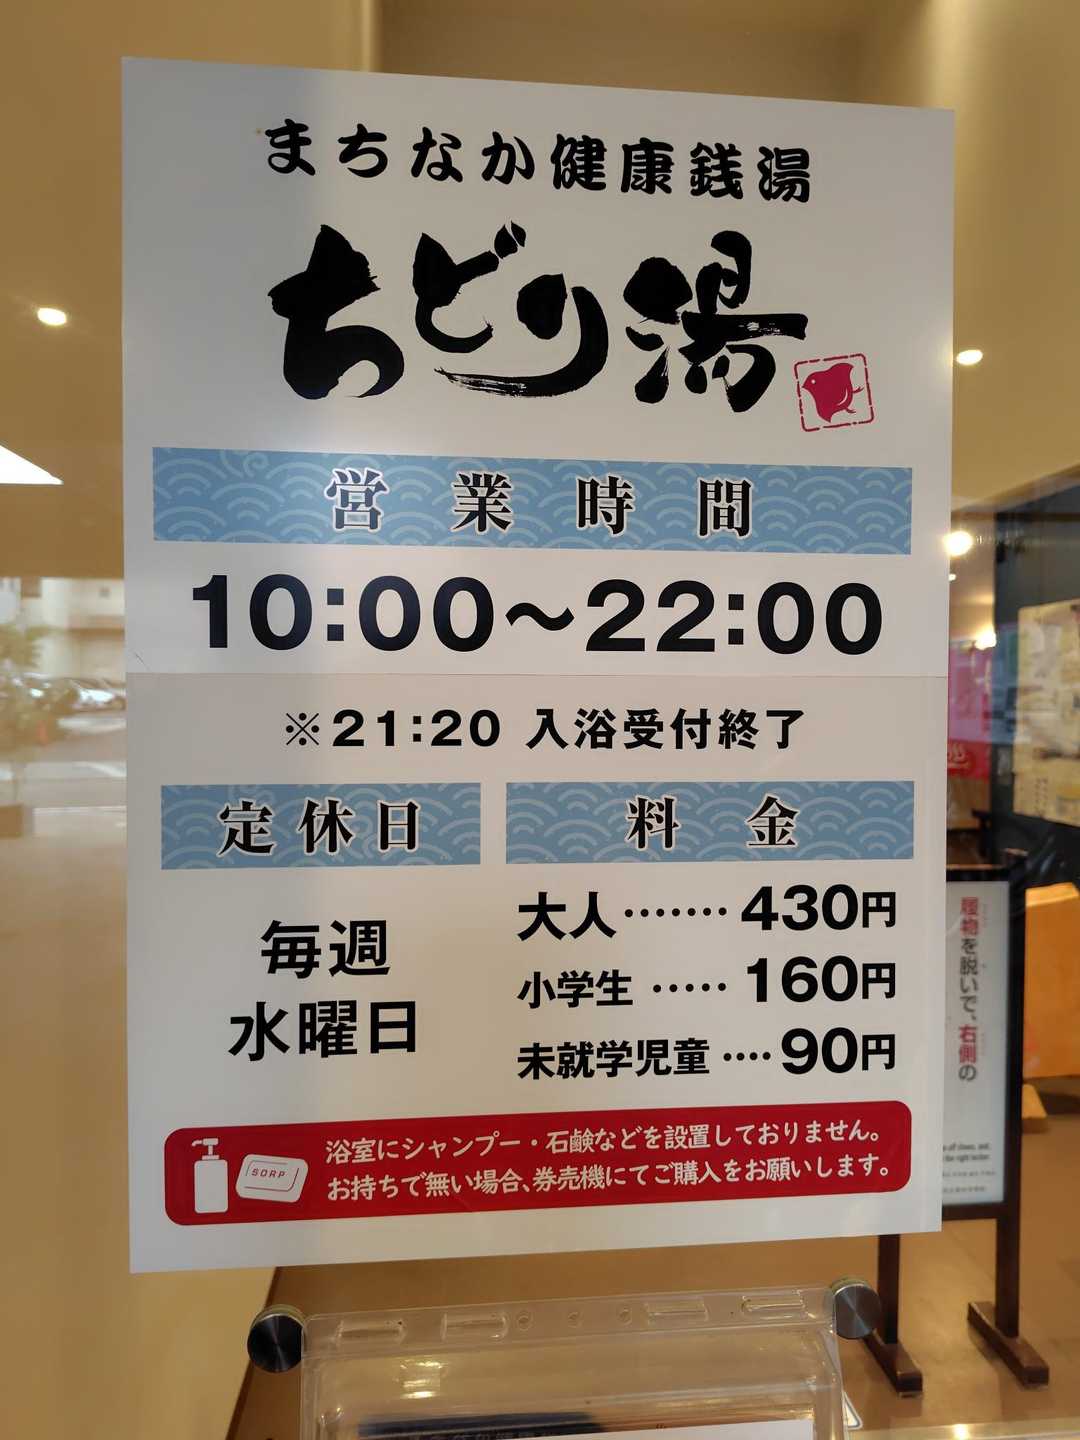 まちなか健康銭湯
ちどり湯
営業時間
10:00～22:00
※21:20 入浴受付終了
定休日
毎週
水曜日
料金
大人‥‥‥‥430円
小学生 ‥‥‥160円
未就学児童 ‥‥90円
SORP
浴室にシャンプー・石鹸などを設置しておりません。
お持ちで無い場合、券売機にてご購入をお願いします。
履物を脱いで、右側の